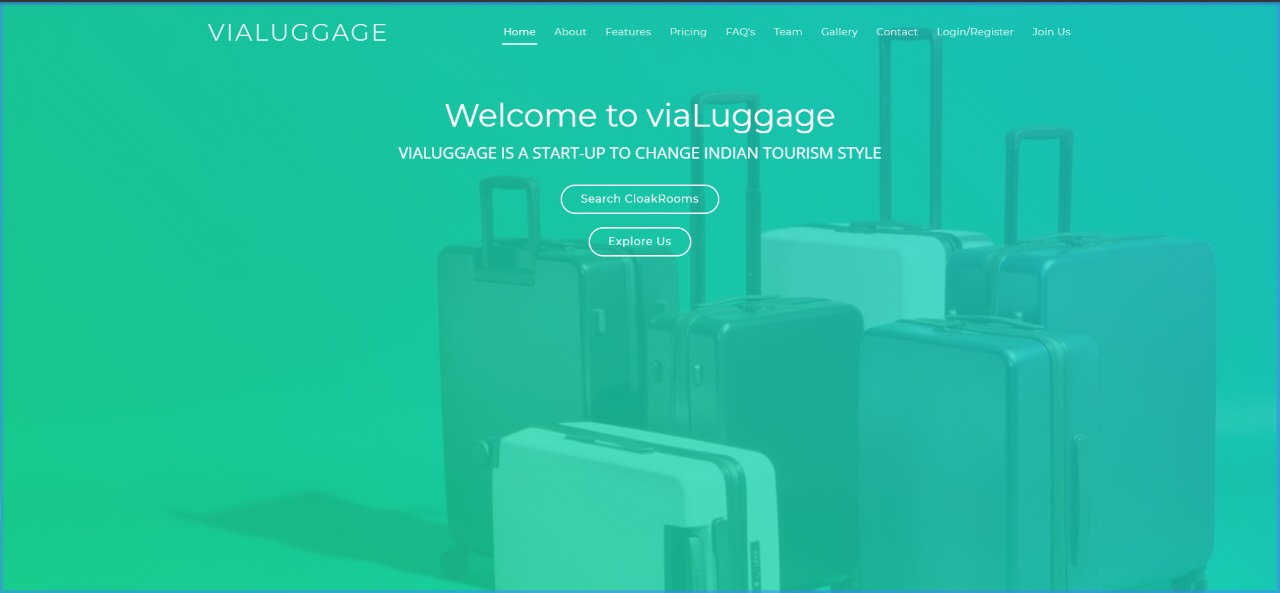 VIALUGGAGE
Home About Features Pricing FAQ's Team Gallery Contact Login/Register Join Us
Welcome to viaLuggage
VIALUGGAGE IS A START-UP TO CHANGE INDIAN TOURISM STYLE
Search CloakRooms
Explore Us